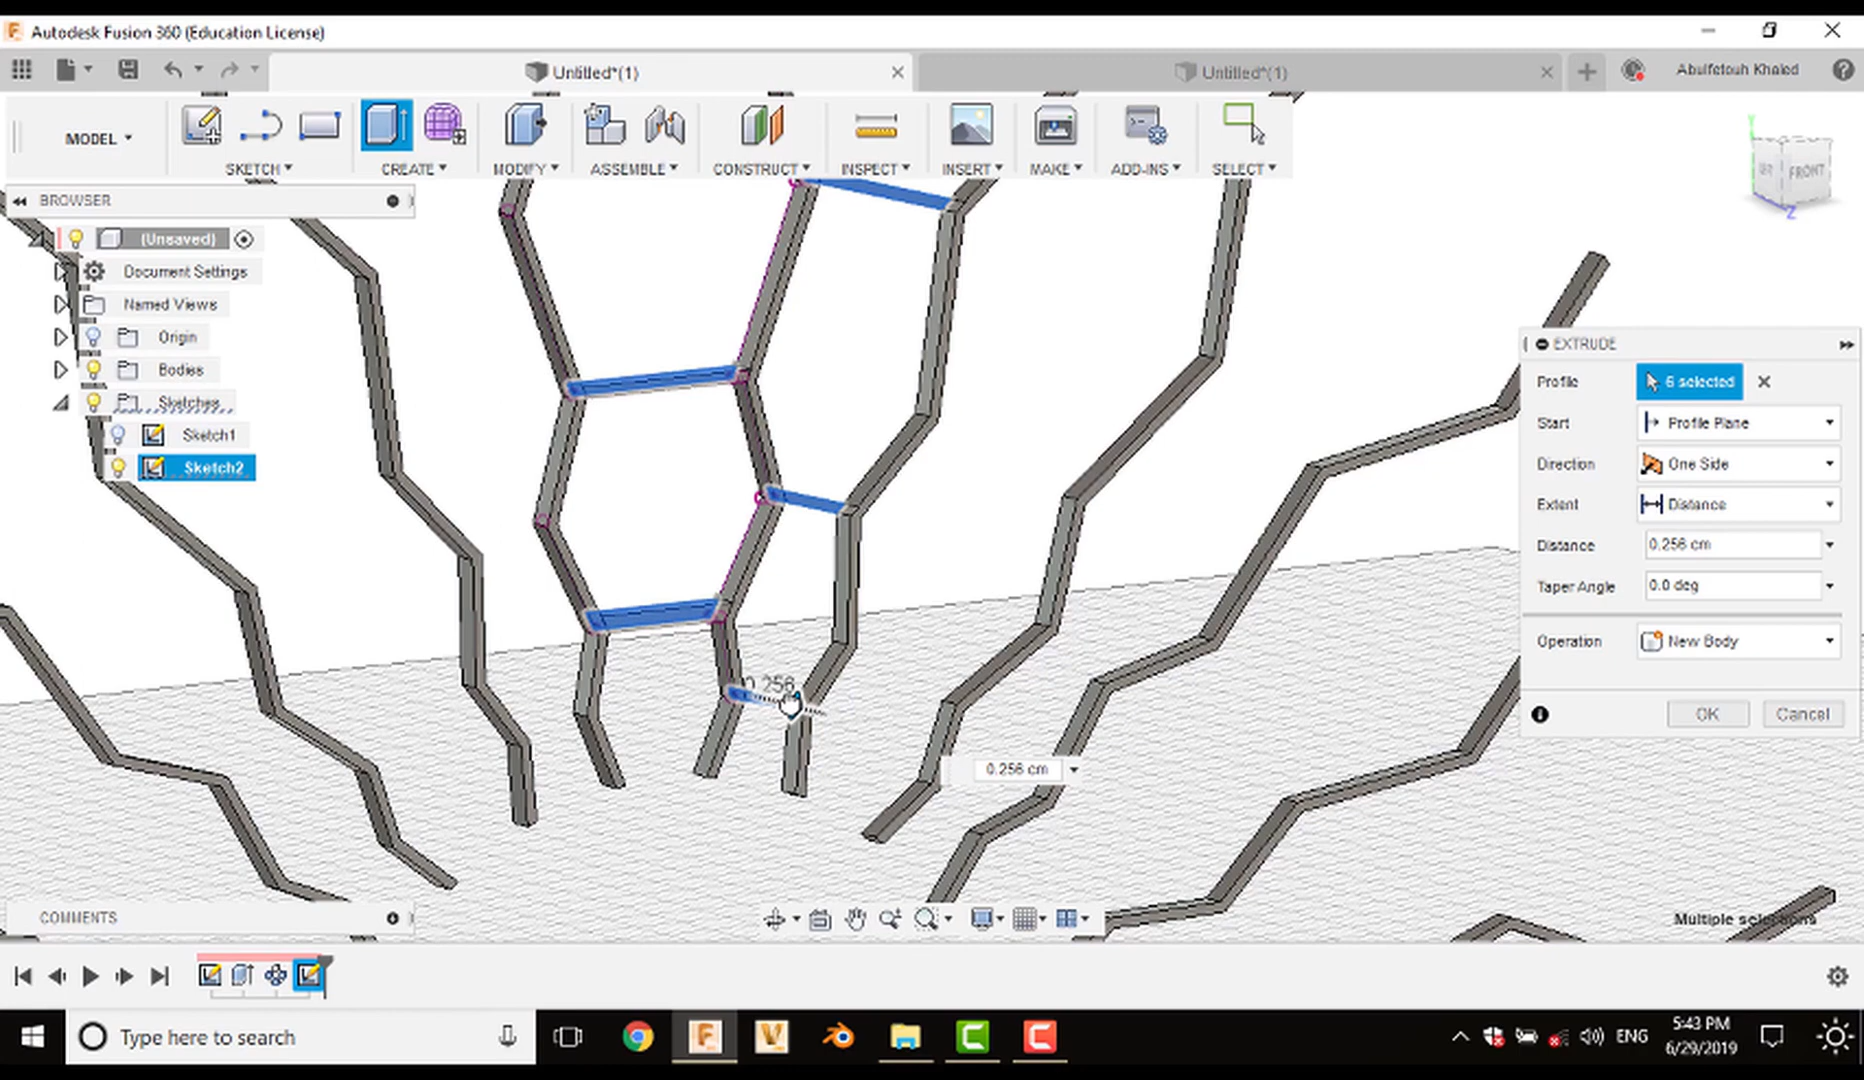 Autodesk Fusion 360 (Education License)
Untitled*(1)
Untitled*(1)
Abulfetouh Khaled
MODEL
SKETCH
CREATE
MODIFY
ASSEMBLE
CONSTRUCT
INSPECT
INSERT
MAKE
ADD-INS
SELECT
FRONT
Z
BROWSER
(Unsaved)
Document Settings
Named Views
Origin
Bodies
Sketches
Sketch1
Sketch2
EXTRUDE
Profile 6 selected
Start Profile Plane
Direction One Side
Extent Distance
Distance 0.256 cm
Taper Angle 0.0 deg
Operation New Body
OK Cancel
0.256
0.256 cm
COMMENTS
Multiple selections
Type here to search
ENG
5:43 PM
6/29/2019